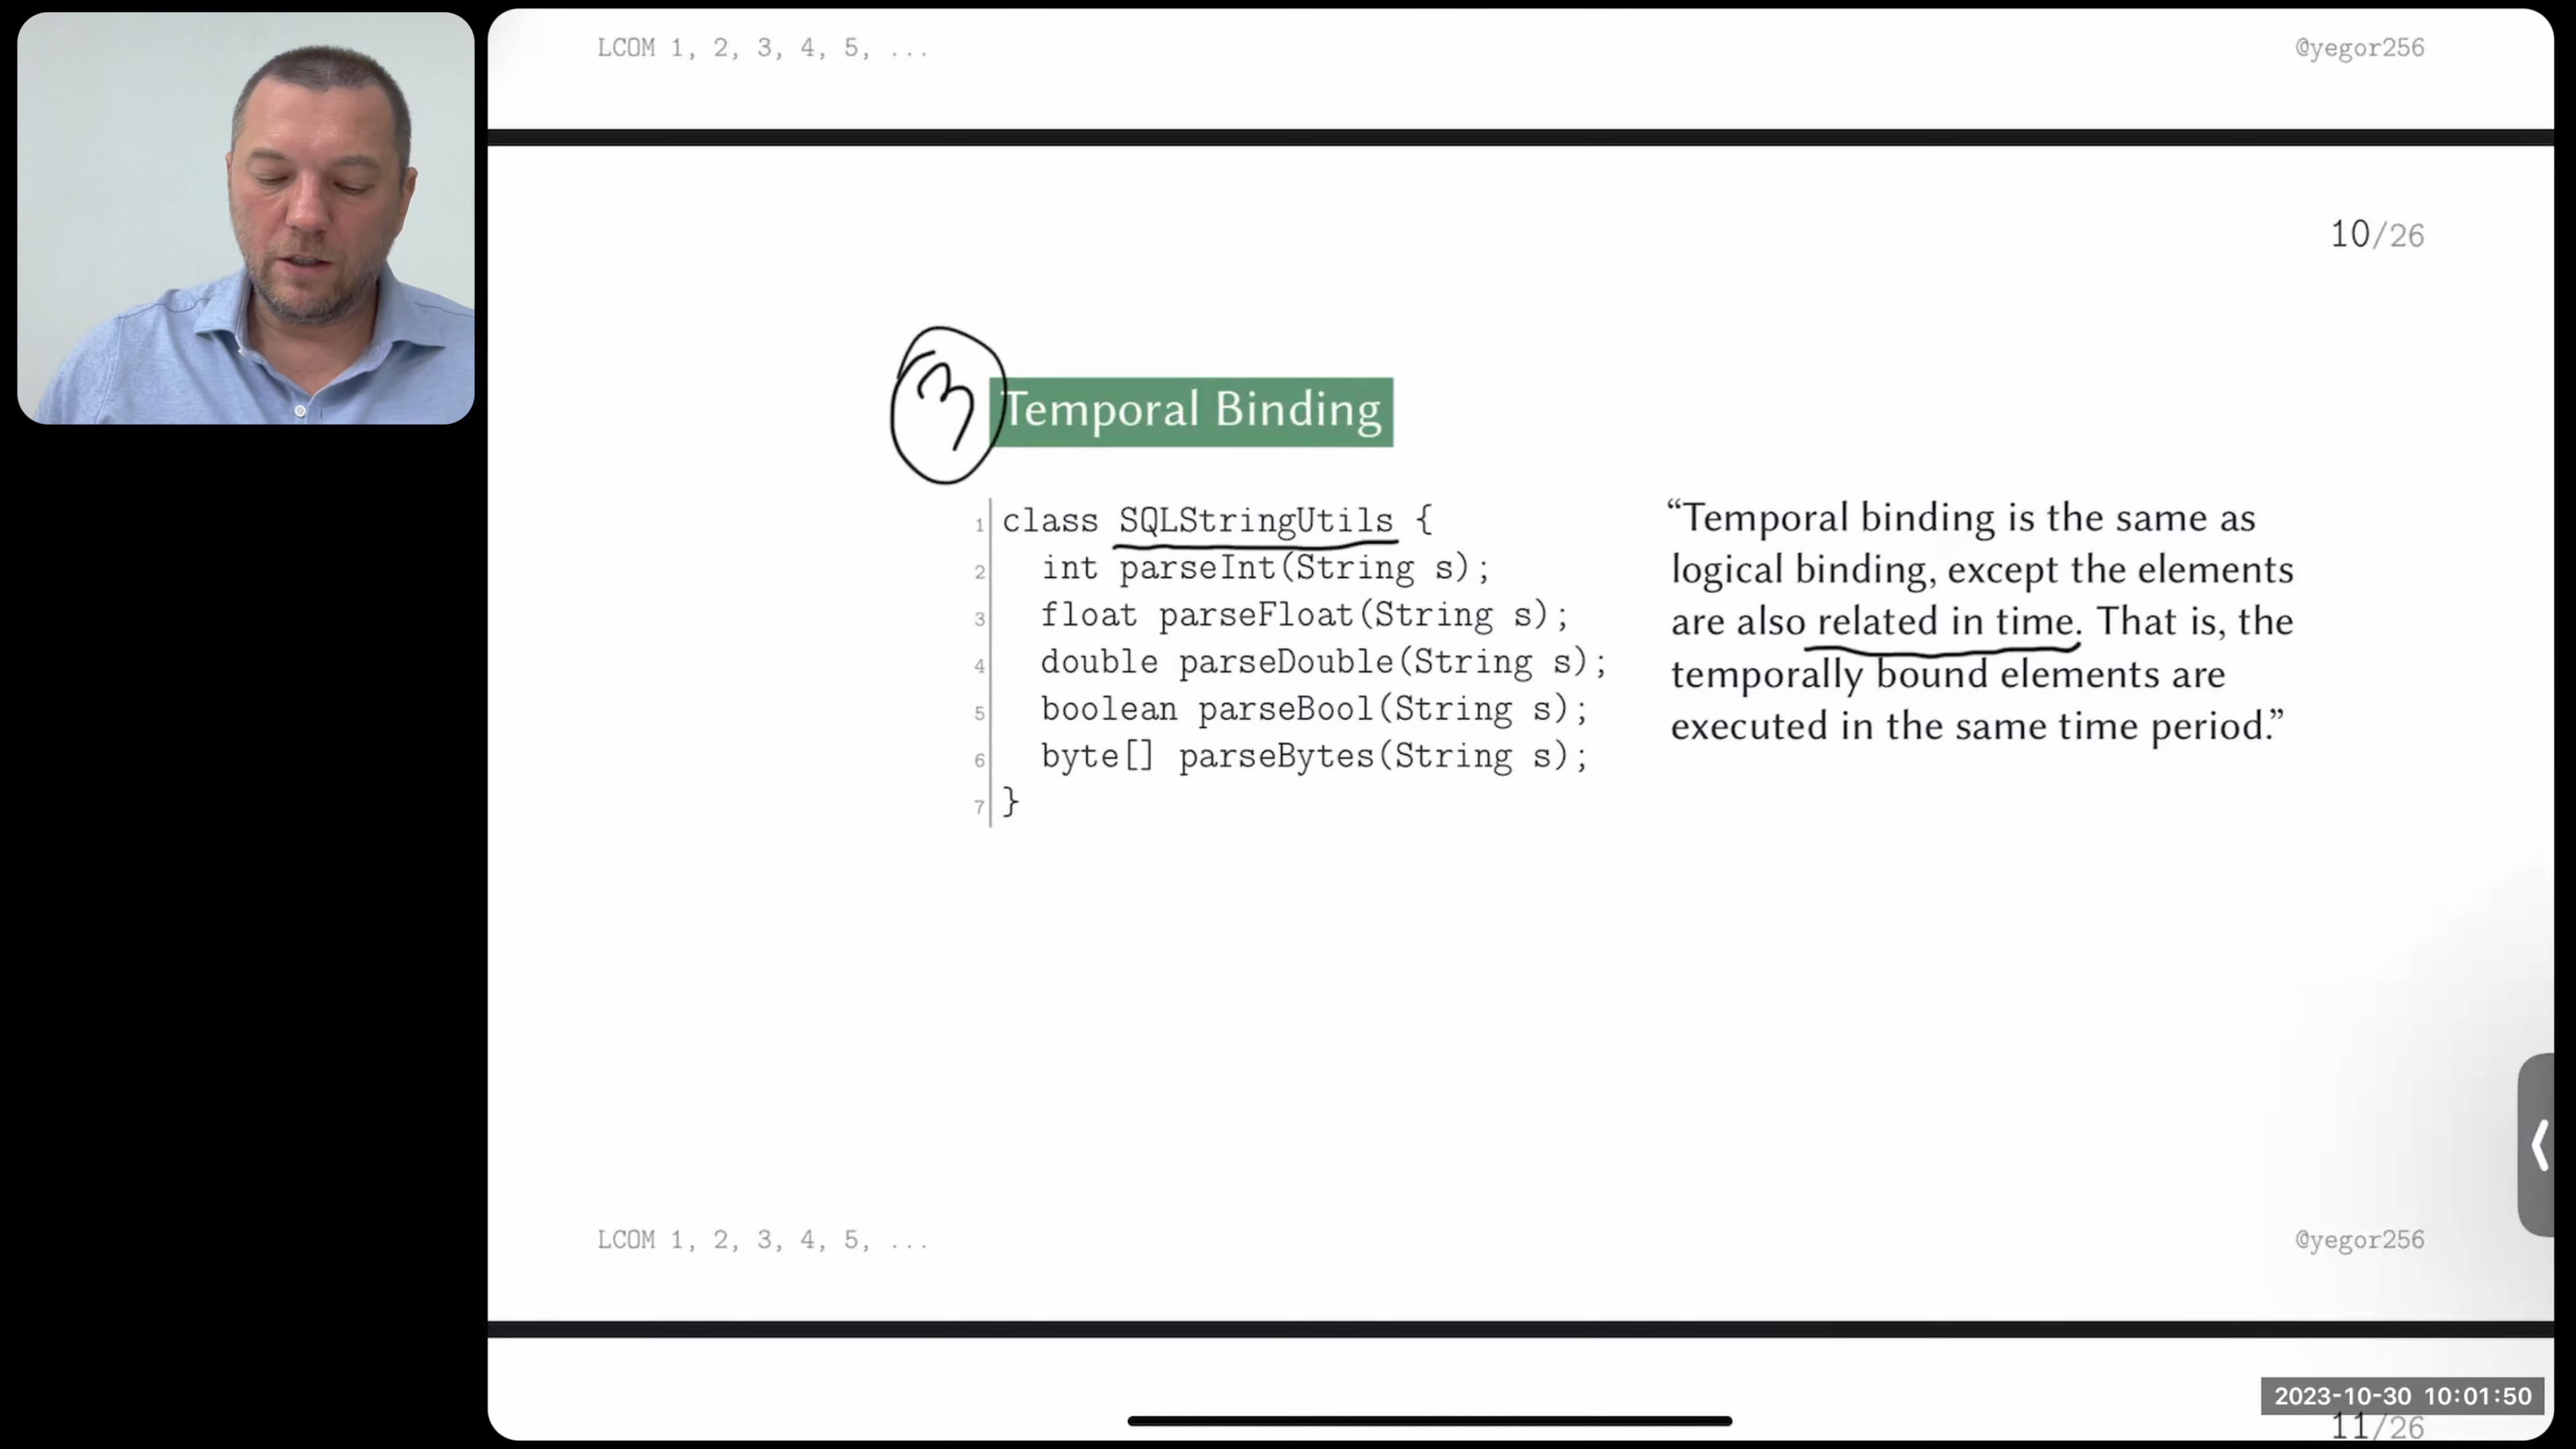 LCOM 1, 2, 3, 4, 5, ...
@yegor256
10/26
3
Temporal Binding
1 class SQLStringUtils {
2 int parseInt(String s);
3 float parseFloat(String s);
4 double parseDouble(String s);
5 boolean parseBool(String s);
6 byte[] parseBytes(String s);
7 }
“Temporal binding is the same as
logical binding, except the elements
are also related in time. That is, the
temporally bound elements are
executed in the same time period.”
LCOM 1, 2, 3, 4, 5, ...
@yegor256
2023-10-30 10:01:50
11/26